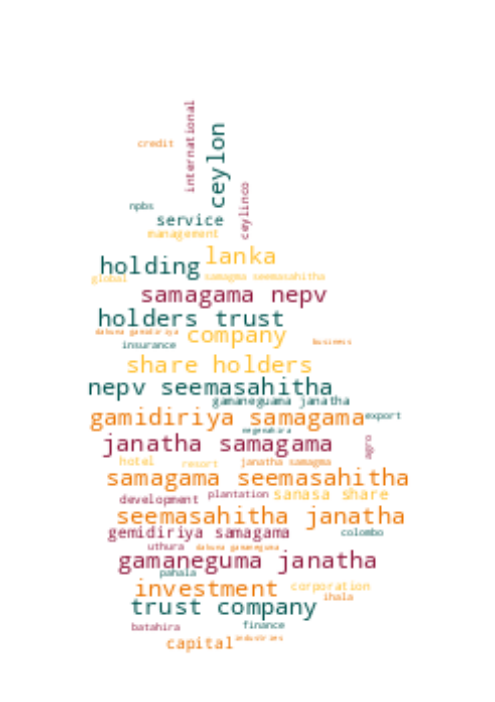 international
ceylon
credit
ceylinco
npbs
service
management
lanka
holding
global samagma seemasahitha
samagama nepv
holders trust
dakuna gamidiriya company
insurance business
share holders
nepv seemasahitha
gamaneguama janatha
gamidiriya samagama export
negenahira
janatha samagama agro
hotel resort janatha samagma
samagama seemasahitha
development plantation sanasa share
seemasahitha janatha
gemidiriya samagama colombo
uthura dakuna gamaneguma
gamaneguma janatha
pahala
investment corporation
ihala
trust company
batahira finance
capital industries